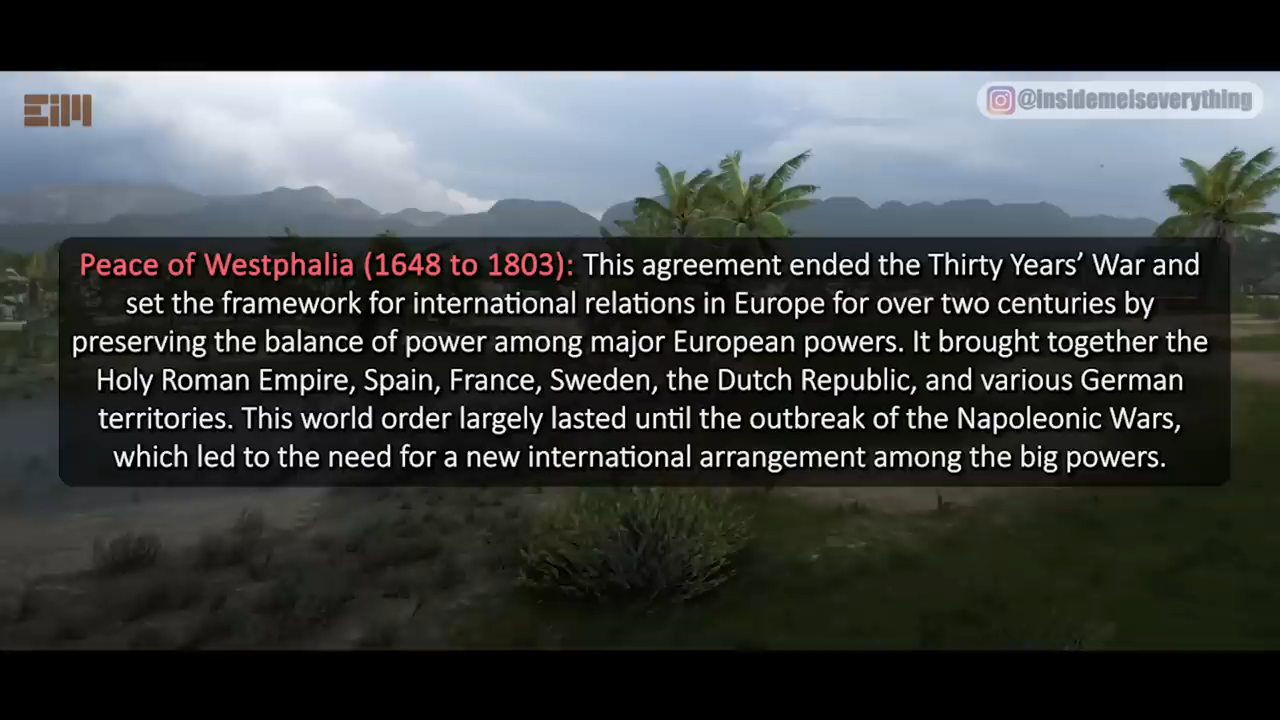 EiM
@insidemeiseverything
Peace of Westphalia (1648 to 1803): This agreement ended the Thirty Years’ War and
set the framework for international relations in Europe for over two centuries by
preserving the balance of power among major European powers. It brought together the
Holy Roman Empire, Spain, France, Sweden, the Dutch Republic, and various German
territories. This world order largely lasted until the outbreak of the Napoleonic Wars,
which led to the need for a new international arrangement among the big powers.